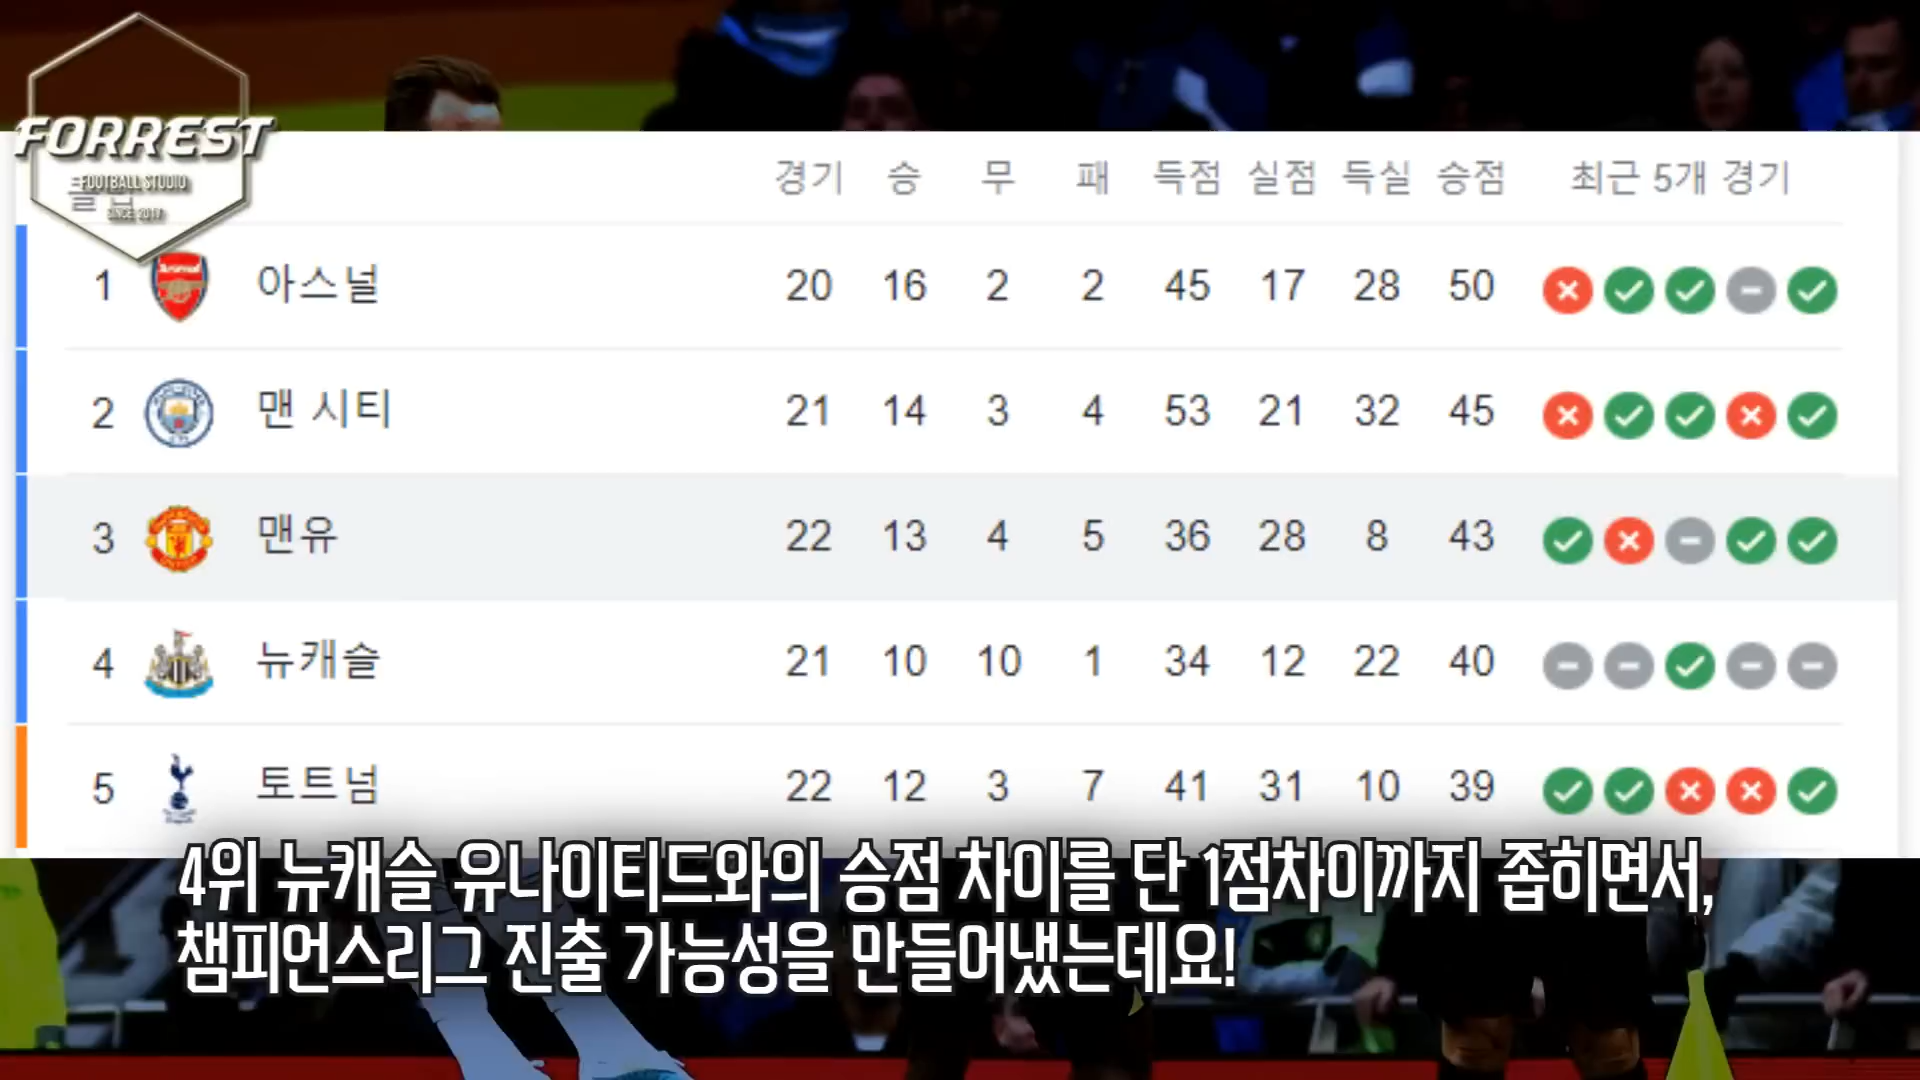 FORREST
FOOTBALL STUDIO
SINCE 2017
경기 승 무 패 득점 실점 득실 승점 최근 5개 경기
1 아스널 20 16 2 2 45 17 28 50
2 맨 시티 21 14 3 4 53 21 32 45
3 맨유 22 13 4 5 36 28 8 43
4 뉴캐슬 21 10 10 1 34 12 22 40
5 토트넘 22 12 3 7 41 31 10 39
4위 뉴캐슬 유나이티드와의 승점 차이를 단 1점차이까지 좁히면서,
챔피언스리그 진출 가능성을 만들어냈는데요!